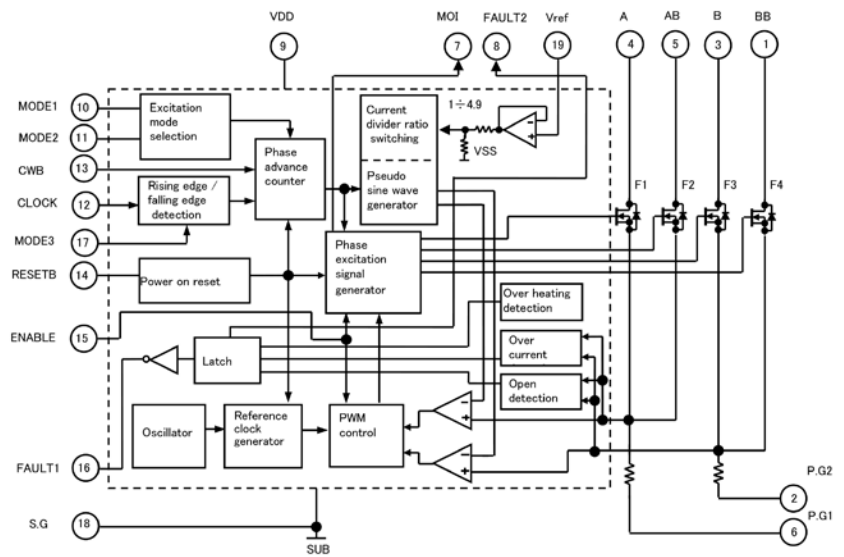 VDD
MOI
FAULT2
Vref
A
AB
B
BB
9
7
8
19
4
5
3
1
MODE1
10
MODE2
11
CWB
13
CLOCK
12
MODE3
17
RESETB
14
ENABLE
15
FAULT1
16
S.G
18
Excitation
mode
selection
Rising edge /
falling edge
detection
Power on reset
Phase
advance
counter
Current
divider ratio
switching
Pseudo
sine wave
generator
1÷4.9
-
+
VSS
Phase
excitation
signal
generator
F1
F2
F3
F4
Over heating
detection
Over
current
Open
detection
Latch
Oscillator
Reference
clock
generator
PWM
control
-
+
-
+
P.G2
2
P.G1
6
SUB